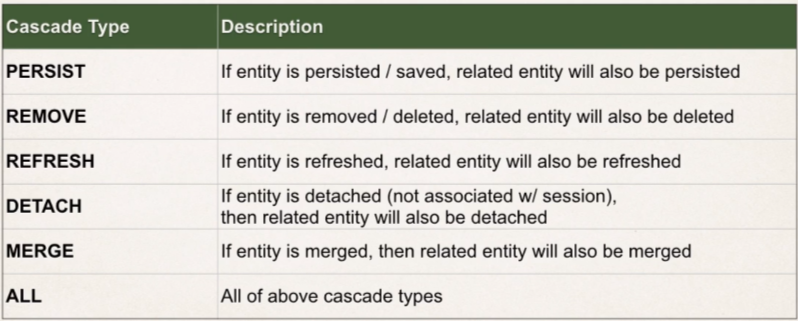 Cascade Type Description
PERSIST If entity is persisted / saved, related entity will also be persisted
REMOVE If entity is removed / deleted, related entity will also be deleted
REFRESH If entity is refreshed, related entity will also be refreshed
DETACH If entity is detached (not associated w/ session),
then related entity will also be detached
MERGE If entity is merged, then related entity will also be merged
ALL All of above cascade types